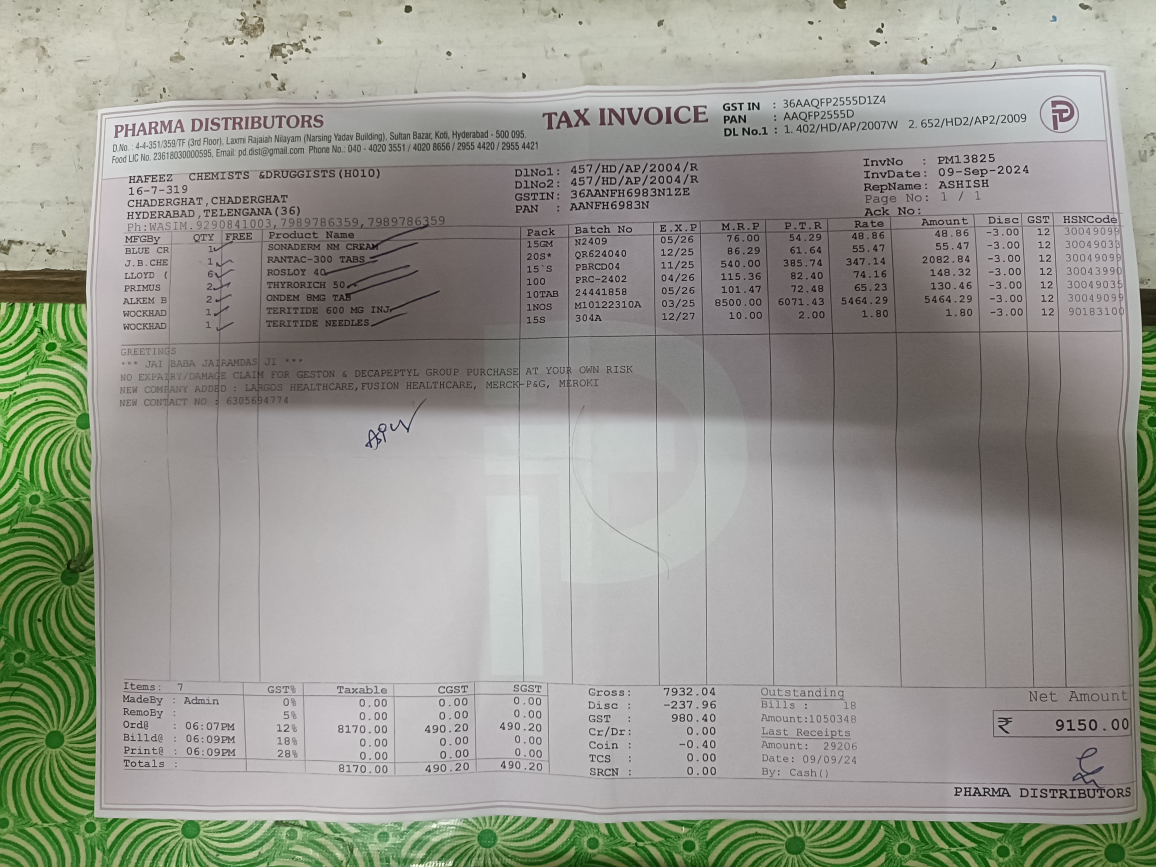 PHARMA DISTRIBUTORS
D.No. : 4-4-351/359/TF (3rd Floor), Laxmi Rajaiah Nilayam (Narsing Yadav Building), Sultan Bazar, Koti, Hyderabad - 500 095.
Food LIC No. 23618030000595, Email: pd.dist@gmail.com Phone No.: 040 - 4020 3551 / 4020 8656 / 2955 4420 / 2955 4421
TAX INVOICE
GST IN : 36AAQFP2555D1Z4
PAN : AAQFP2555D
DL No.1 : 1. 402/HD/AP/2007W 2. 652/HD2/AP2/2009
HAFEEZ CHEMISTS &DRUGGISTS(H010)
16-7-319
CHADERGHAT,CHADERGHAT
HYDERABAD,TELENGANA(36)
Ph:WASIM.9290841003,7989786359,7989786359
DlNo1: 457/HD/AP/2004/R
DlNo2: 457/HD/AP/2004/R
GSTIN: 36AANFH6983N1ZE
PAN : AANFH6983N
InvNo : PM13825
InvDate: 09-Sep-2024
RepName: ASHISH
Page No: 1 / 1
Ack No:
MFGBy QTY FREE Product Name Pack Batch No E.X.P M.R.P P.T.R Rate Amount Disc GST HSNCode
BLUE CR 1 SONADERM NM CREAM 15GM N2409 05/26 76.00 54.29 48.86 48.86 -3.00 12 30049099
J.B.CHE 1 RANTAC-300 TABS 20S* QR624040 12/25 86.29 61.64 55.47 55.47 -3.00 12 30049033
LLOYD ( 6 ROSLOY 40 15`S PBRCD04 11/25 540.00 385.74 347.14 2082.84 -3.00 12 30049099
PRIMUS 2 THYRORICH 50 100 PRC-2402 04/26 115.36 82.40 74.16 148.32 -3.00 12 30043990
ALKEM B 2 ONDEM 8MG TAB 10TAB 24441858 05/26 101.47 72.48 65.23 130.46 -3.00 12 30049035
WOCKHAD 1 TERITIDE 600 MG INJ 1NOS M10122310A 03/25 8500.00 6071.43 5464.29 5464.29 -3.00 12 30049099
WOCKHAD 1 TERITIDE NEEDLES 15S 304A 12/27 10.00 2.00 1.80 1.80 -3.00 12 90183100
GREETINGS
*** JAI BABA JAIRAMDAS JI ***
NO EXPAIRY/DAMAGE CLAIM FOR GESTON & DECAPEPTYL GROUP PURCHASE AT YOUR OWN RISK
NEW COMPANY ADDED : LARGOS HEALTHCARE,FUSION HEALTHCARE, MERCK-P&G, MEROKI
NEW CONTACT NO : 6305694774
Items: 7
MadeBy : Admin
RemoBy :
Ord@ : 06:07PM
Billd@ : 06:09PM
Print@ : 06:09PM
Totals :
GST% Taxable CGST SGST
0% 0.00 0.00 0.00
5% 0.00 0.00 0.00
12% 8170.00 490.20 490.20
18% 0.00 0.00 0.00
28% 0.00 0.00 0.00
8170.00 490.20 490.20
Gross: 7932.04
Disc : -237.96
GST : 980.40
Cr/Dr: 0.00
Coin : -0.40
TCS : 0.00
SRCN : 0.00
Outstanding
Bills : 18
Amount:1050348
Last Receipts
Amount: 29206
Date: 09/09/24
By: Cash()
Net Amount
₹ 9150.00
PHARMA DISTRIBUTORS